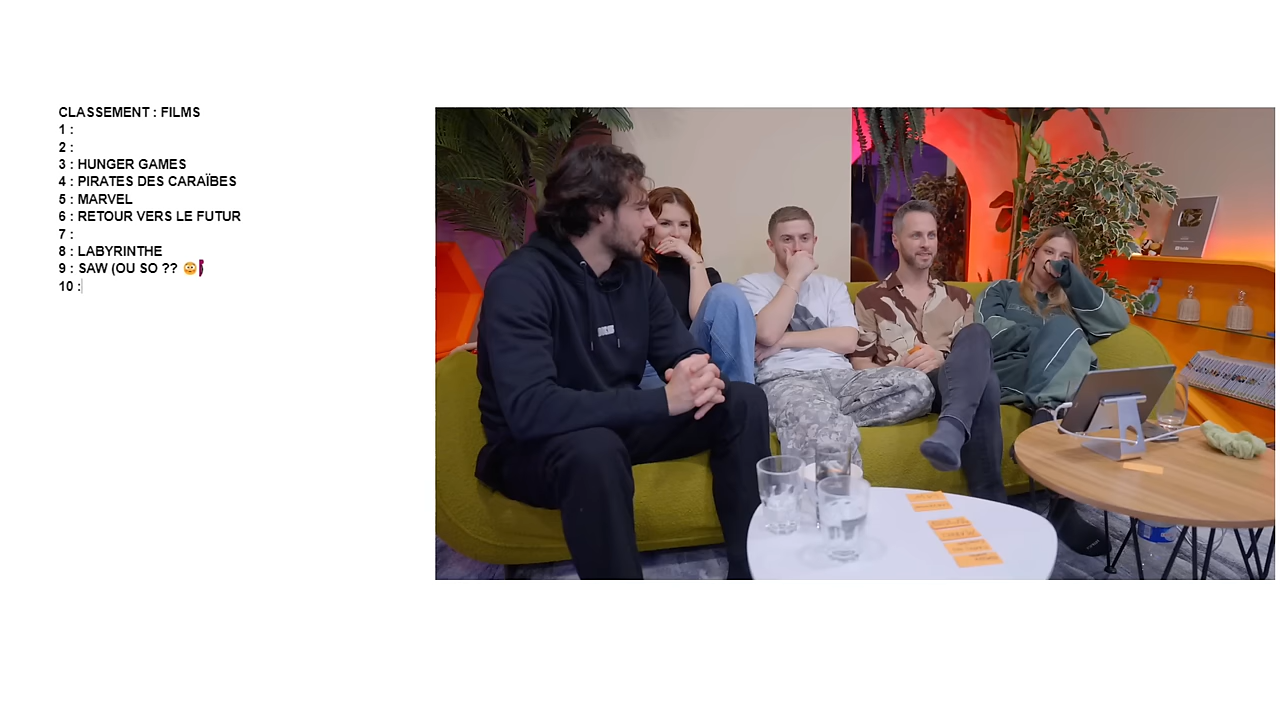 CLASSEMENT : FILMS
1 :
2 :
3 : HUNGER GAMES
4 : PIRATES DES CARAÏBES
5 : MARVEL
6 : RETOUR VERS LE FUTUR
7 :
8 : LABYRINTHE
9 : SAW (OU SO ?? 😳
10 :